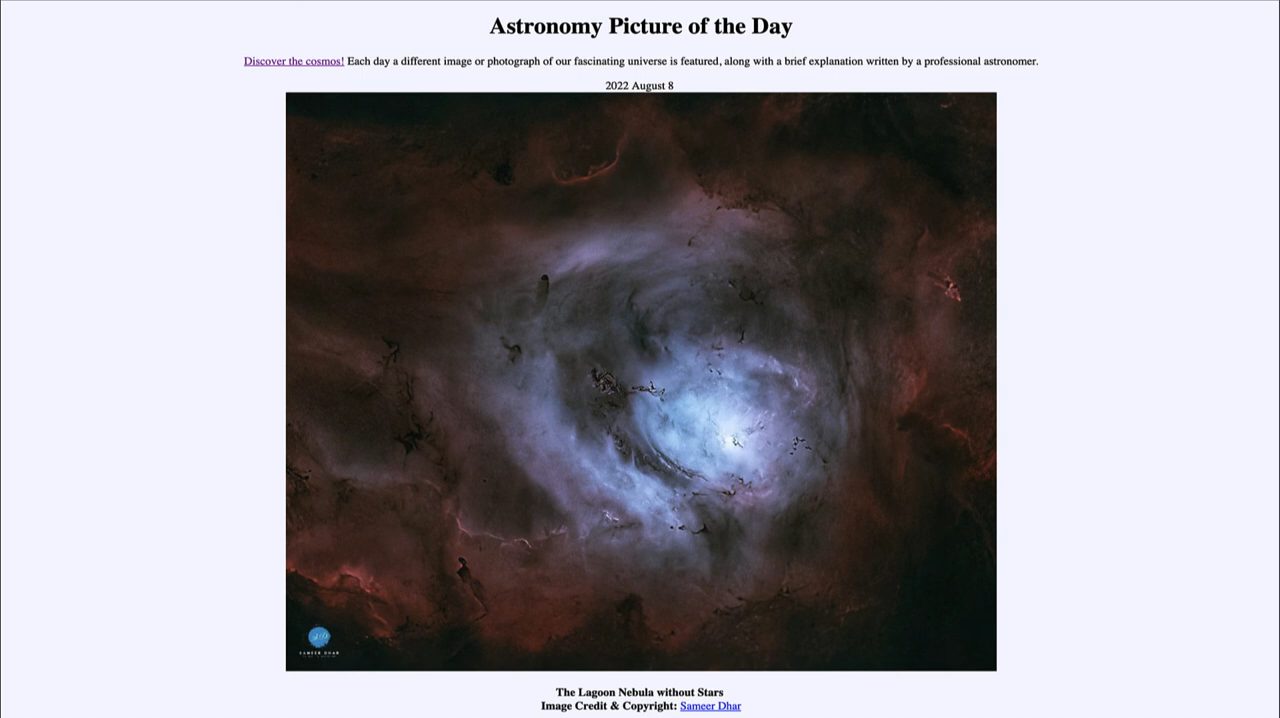 Astronomy Picture of the Day
Discover the cosmos! Each day a different image or photograph of our fascinating universe is featured, along with a brief explanation written by a professional astronomer.
2022 August 8
SAMEER DHAR
The Lagoon Nebula without Stars
Image Credit & Copyright: Sameer Dhar